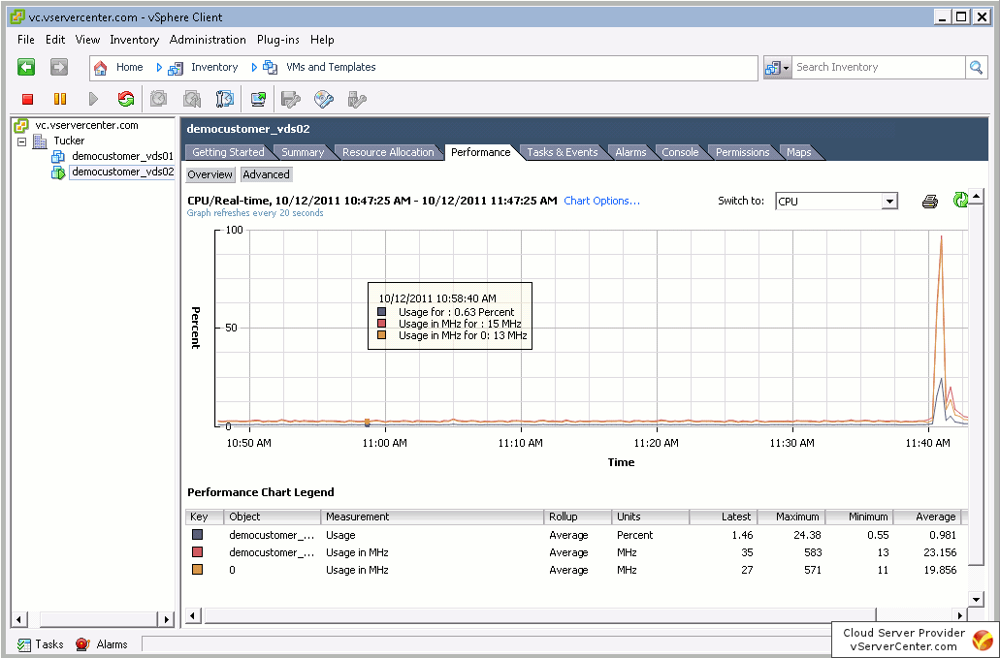 vc.vservercenter.com - vSphere Client
File Edit View Inventory Administration Plug-ins Help
Home Inventory VMs and Templates Search Inventory
vc.vservercenter.com
Tucker
democustomer_vds01
democustomer_vds02
democustomer_vds02
Getting Started Summary Resource Allocation Performance Tasks & Events Alarms Console Permissions Maps
Overview Advanced
CPU/Real-time, 10/12/2011 10:47:25 AM - 10/12/2011 11:47:25 AM Chart Options... Switch to: CPU
Graph refreshes every 20 seconds
100
50
0
Percent
10/12/2011 10:58:40 AM
Usage for : 0.63 Percent
Usage in MHz for : 15 MHz
Usage in MHz for 0: 13 MHz
10:50 AM 11:00 AM 11:10 AM 11:20 AM 11:30 AM 11:40 AM
Time
Performance Chart Legend
Key Object Measurement Rollup Units Latest Maximum Minimum Average
democustomer_... Usage Average Percent 1.46 24.38 0.55 0.981
democustomer_... Usage in MHz Average MHz 35 583 13 23.156
0 Usage in MHz Average MHz 27 571 11 19.856
Tasks Alarms
Cloud Server Provider
vServerCenter.com